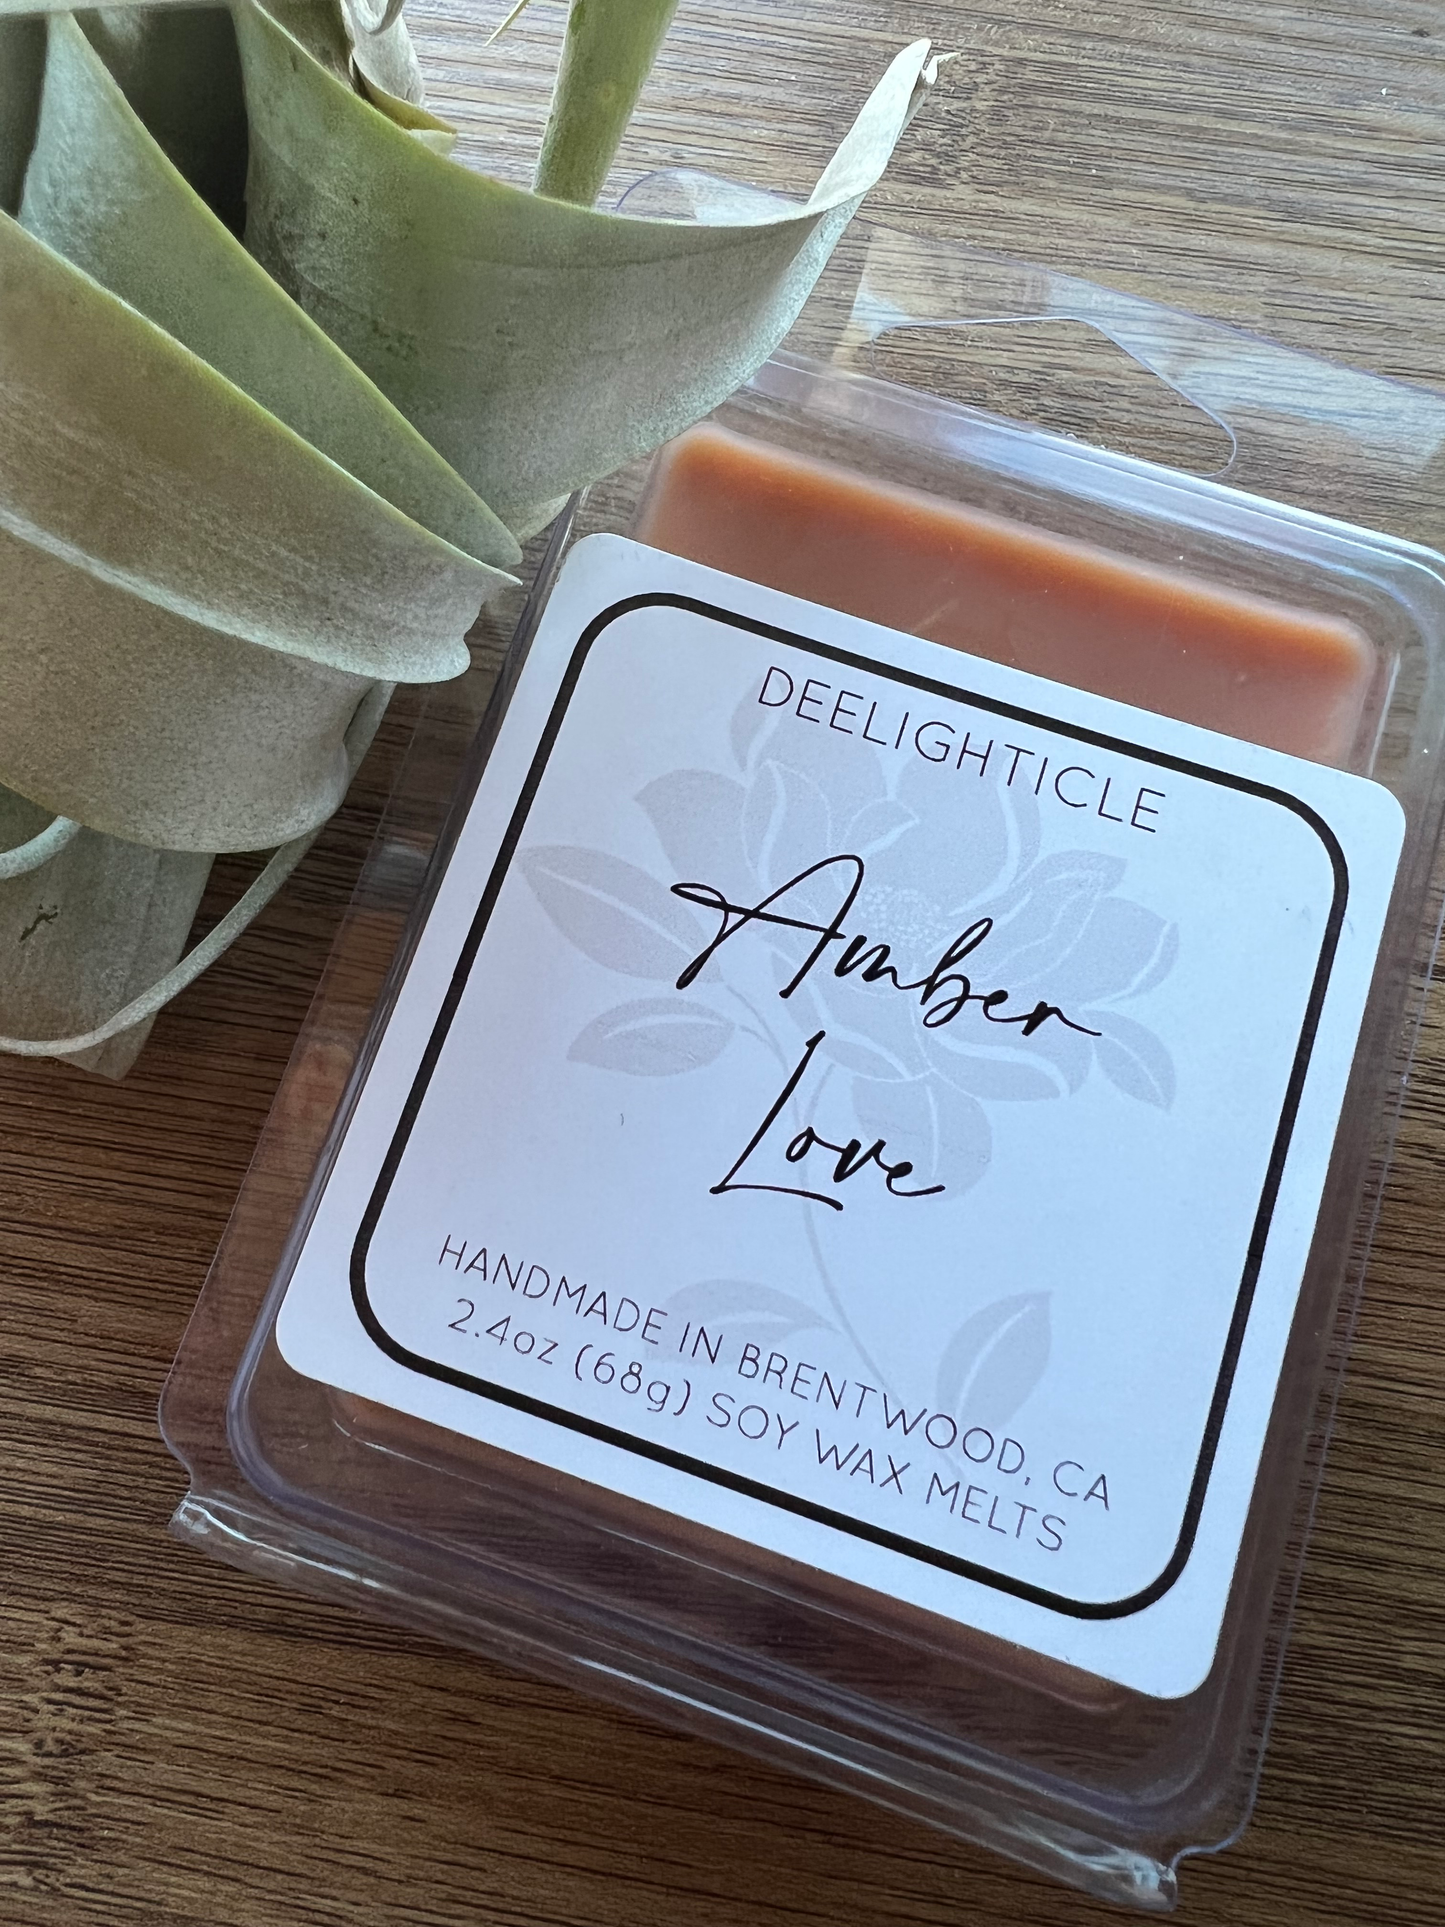 DEELIGHTICLE
Amber
Love
HANDMADE IN BRENTWOOD, CA
2.4oz (68g) SOY WAX MELTS